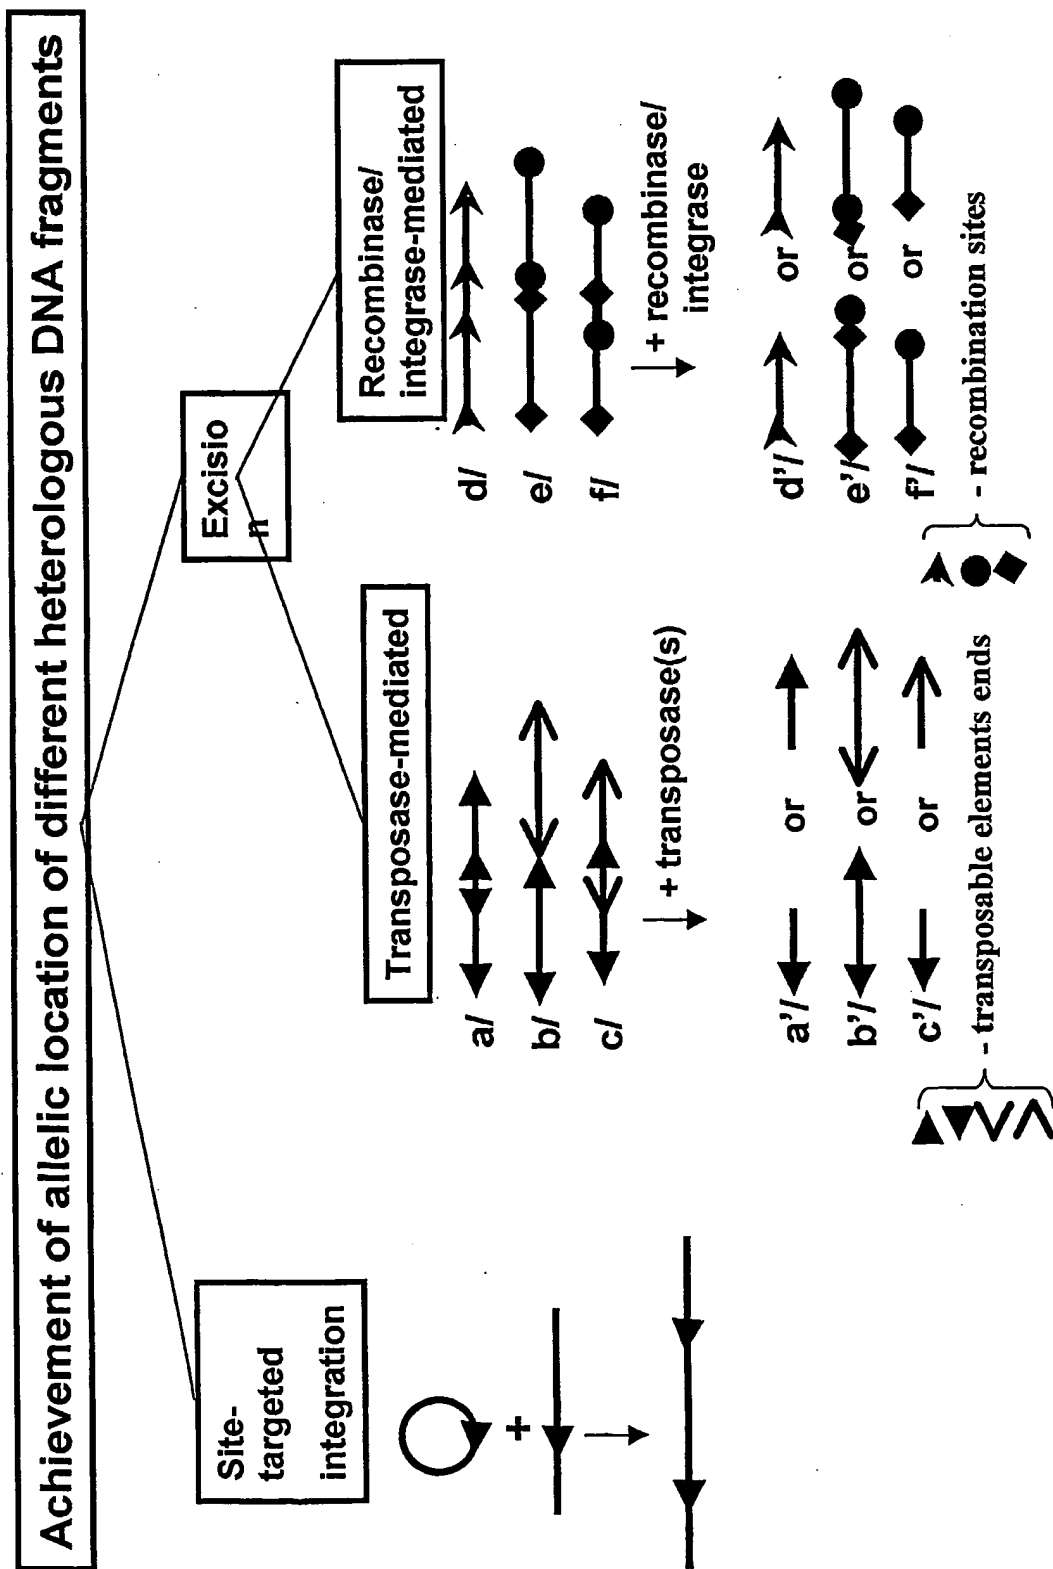 Achievement of allelic location of different heterologous DNA fragments
Site-
targeted
integration
+
Excisio
n
Transposase-mediated
a/
b/
c/
+ transposase(s)
a'/ or
b'/ or
c'/ or
- transposable elements ends
Recombinase/
integrase-mediated
d/
e/
f/
+ recombinase/
integrase
d'/ or
e'/ or
f'/ or
- recombination sites